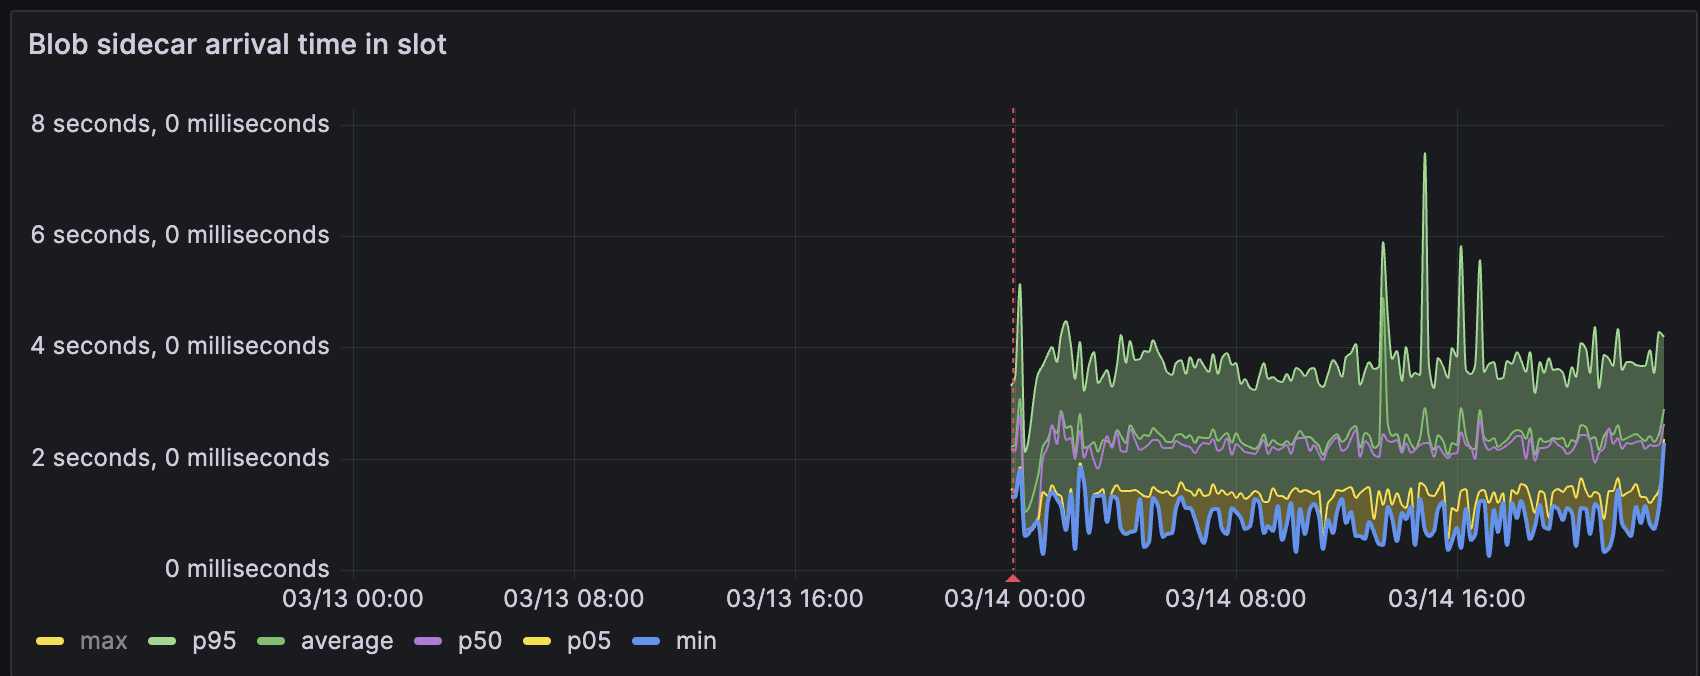 Blob sidecar arrival time in slot
8 seconds, 0 milliseconds
6 seconds, 0 milliseconds
4 seconds, 0 milliseconds
2 seconds, 0 milliseconds
0 milliseconds
03/13 00:00 03/13 08:00 03/13 16:00 03/14 00:00 03/14 08:00 03/14 16:00
max p95 average p50 p05 min